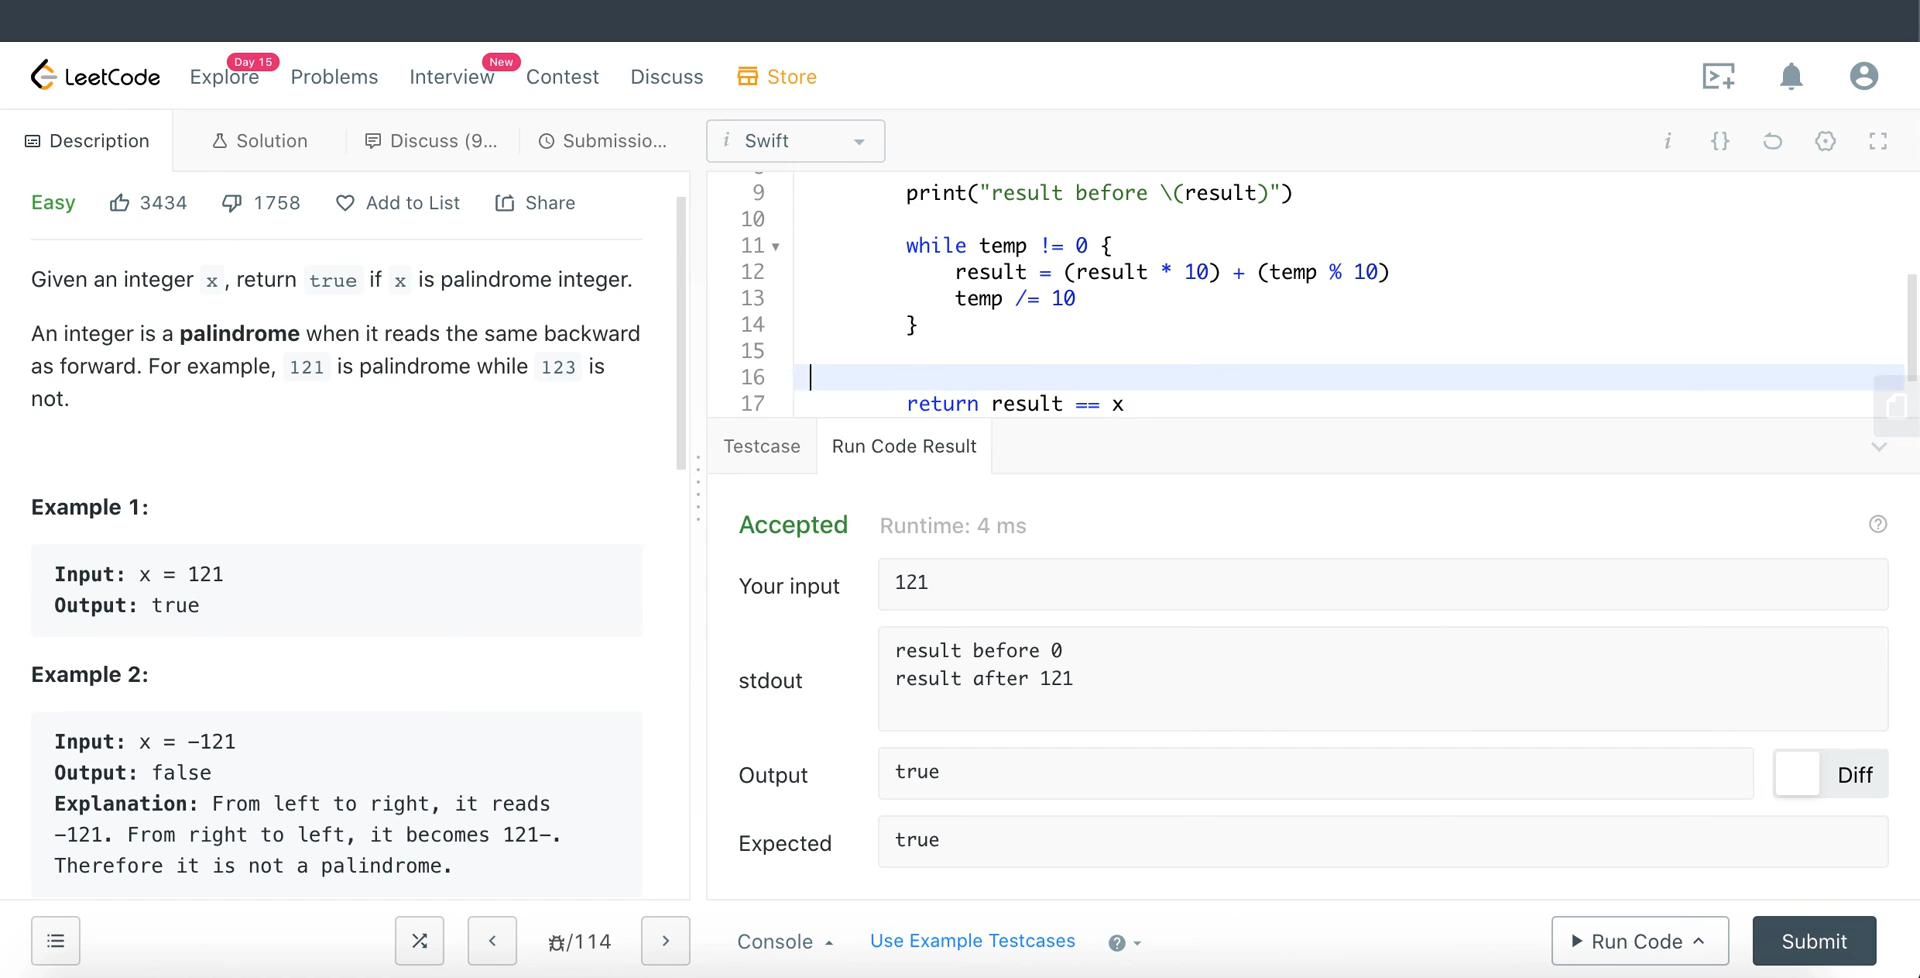 LeetCode
Explore
Day 15
Problems
Interview
New
Contest
Discuss
Store
Description
Solution
Discuss (9...
Submissio...
i Swift
i {}
Easy 3434 1758 Add to List Share
Given an integer x , return true if x is palindrome integer.
An integer is a palindrome when it reads the same backward
as forward. For example, 121 is palindrome while 123 is
not.
Example 1:
Input: x = 121
Output: true
Example 2:
Input: x = -121
Output: false
Explanation: From left to right, it reads
-121. From right to left, it becomes 121-.
Therefore it is not a palindrome.
9 print("result before \(result)")
10
11 while temp != 0 {
12 result = (result * 10) + (temp % 10)
13 temp /= 10
14 }
15
16
17 return result == x
Testcase
Run Code Result
Accepted Runtime: 4 ms
Your input
121
stdout
result before 0
result after 121
Output
true
Diff
Expected
true
/114
Console
Use Example Testcases
Run Code
Submit